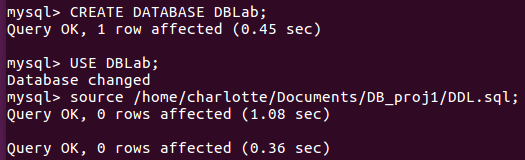 mysql> CREATE DATABASE DBLab;
Query OK, 1 row affected (0.45 sec)
mysql> USE DBLab;
Database changed
mysql> source /home/charlotte/Documents/DB_proj1/DDL.sql;
Query OK, 0 rows affected (1.08 sec)
Query OK, 0 rows affected (0.36 sec)